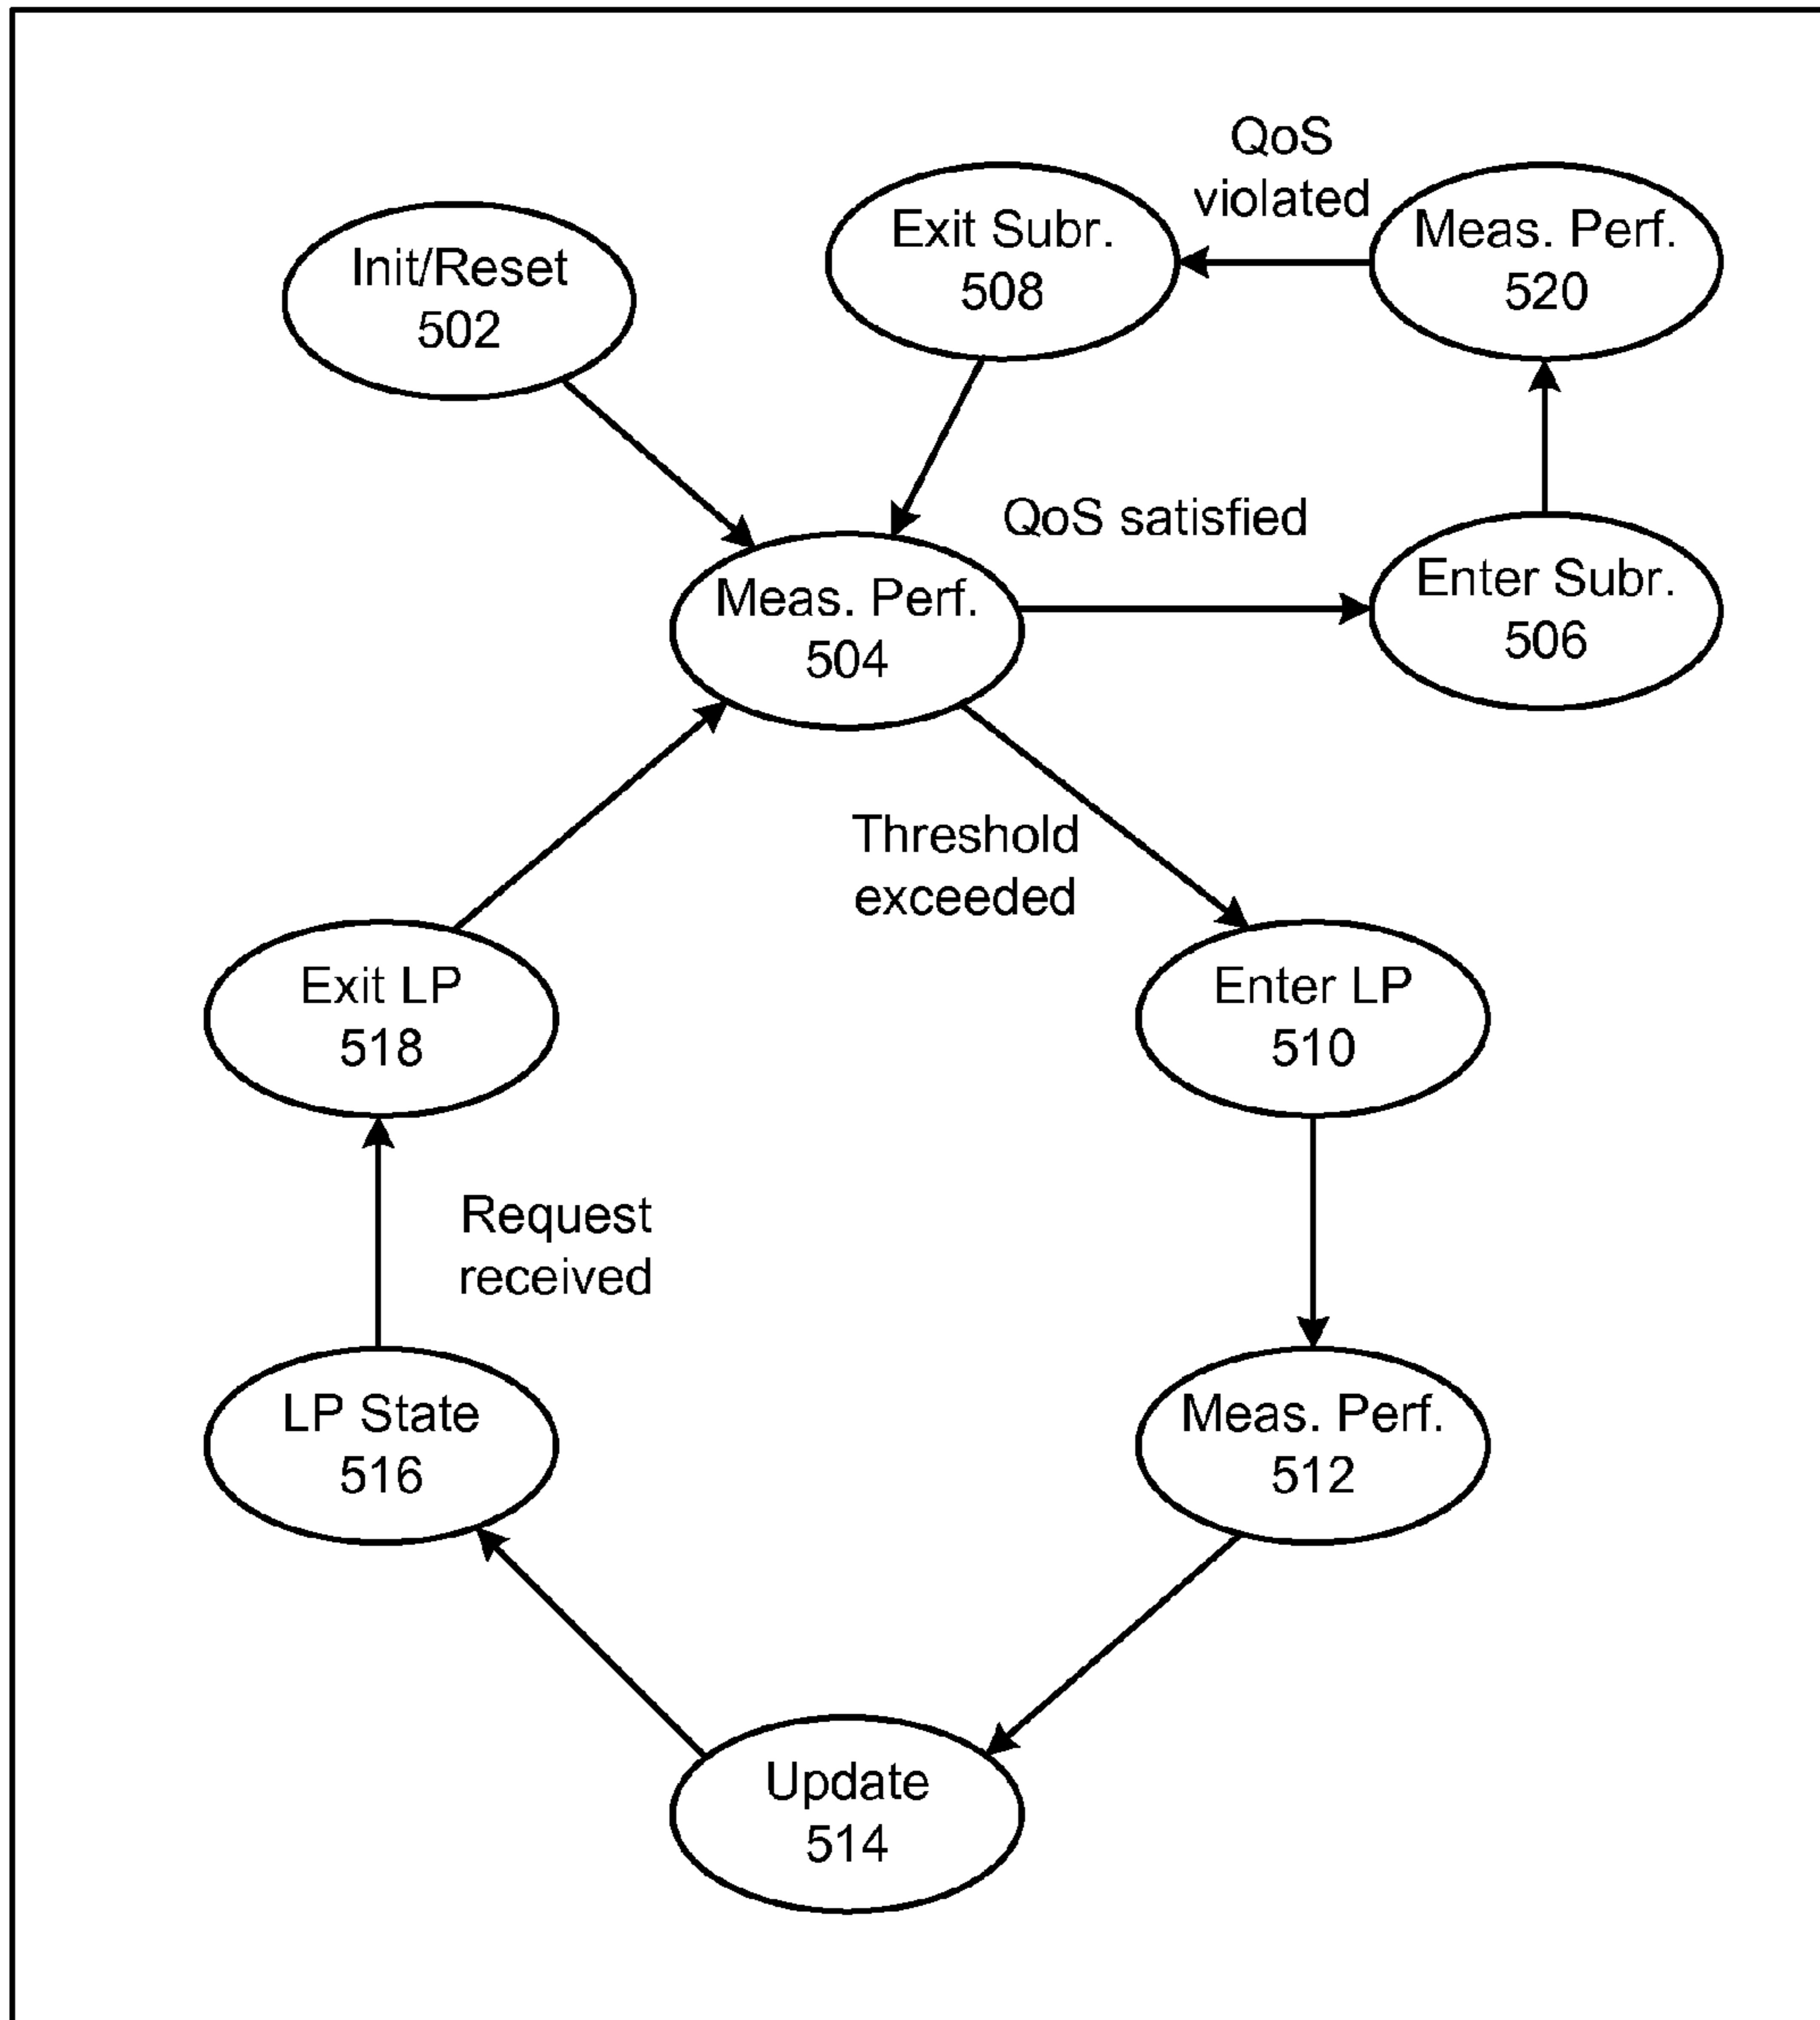 QoS
violated
Exit Subr.
508
Meas. Perf.
520
Init/Reset
502
QoS satisfied
Meas. Perf.
504
Enter Subr.
506
Threshold
exceeded
Exit LP
518
Enter LP
510
Request
received
LP State
516
Meas. Perf.
512
Update
514